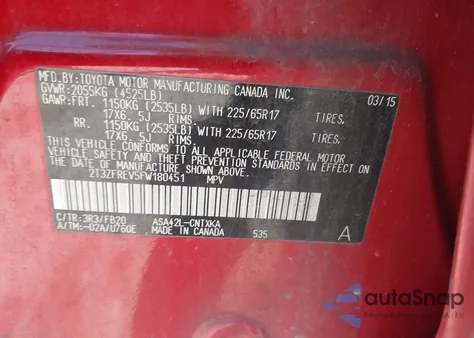 MFD.BY:TOYOTA MOTOR MANUFACTURING CANADA INC.
GVWR:2055KG (4525LB) 03/15
GAWR:FRT. 1150KG (2535LB) WITH 225/65R17 TIRES,
17X6.5J RIMS.
RR. 1150KG (2535LB) WITH 225/65R17 TIRES,
17X6.5J RIMS.
THIS VEHICLE CONFORMS TO ALL APPLICABLE FEDERAL MOTOR
VEHICLE SAFETY STANDARDS IN EFFECT ON THE
DATE OF MANUFACTURE SHOWN ABOVE.
2T3ZFREV5FW180451 MPV
C/TR:3R3/FB20 ASA42L-CNTXKA
A/TM:-02A/U760E MADE IN CANADA 535 A
autoSnap